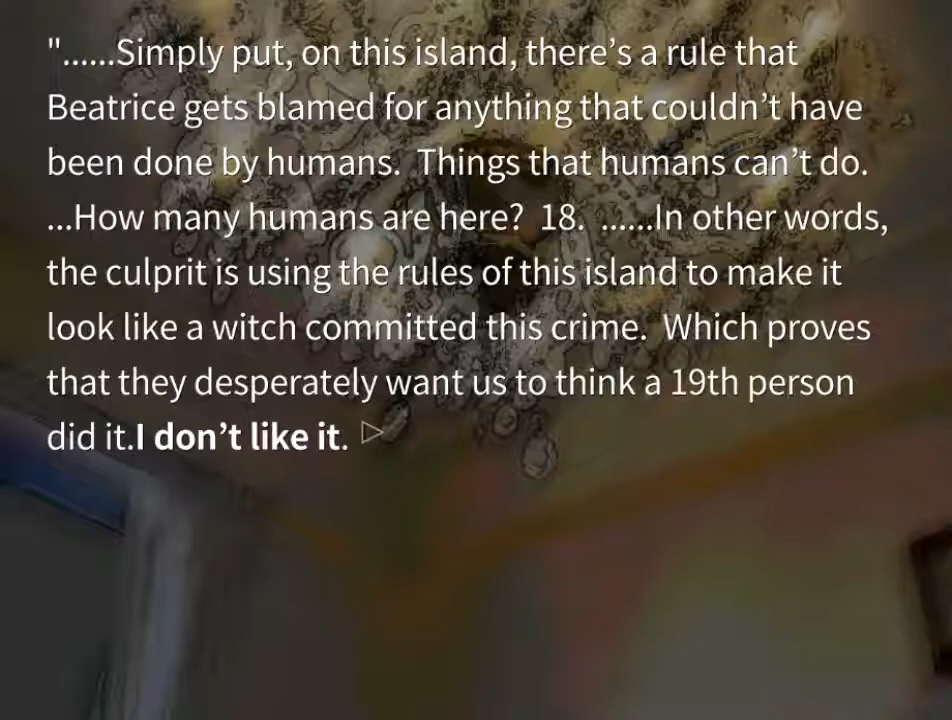 "......Simply put, on this island, there’s a rule that
Beatrice gets blamed for anything that couldn’t have
been done by humans.  Things that humans can’t do.
...How many humans are here?  18.  ......In other words,
the culprit is using the rules of this island to make it
look like a witch committed this crime.  Which proves
that they desperately want us to think a 19th person
did it.I don’t like it.